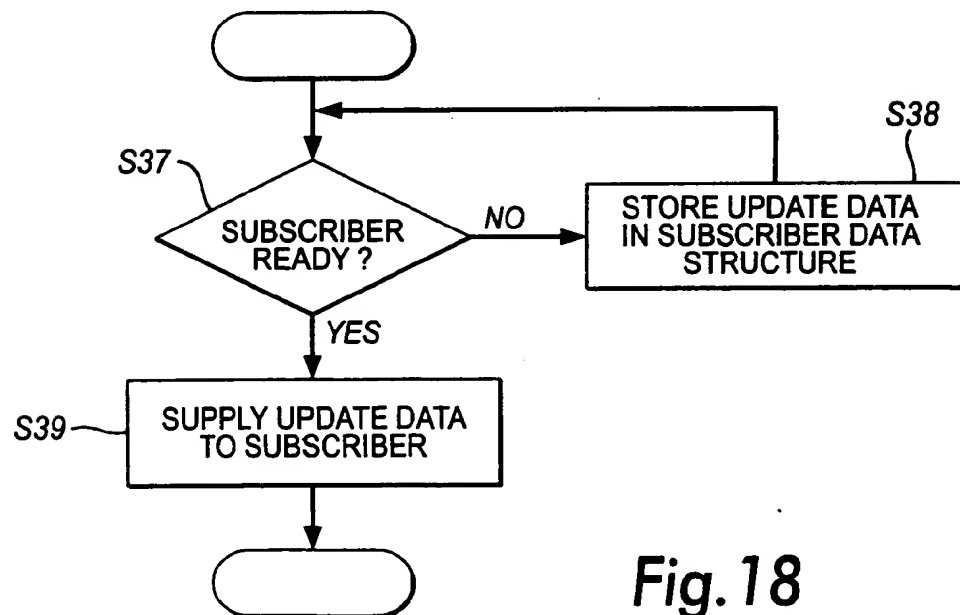 S37
SUBSCRIBER
READY ?
NO
S38
STORE UPDATE DATA
IN SUBSCRIBER DATA
STRUCTURE
YES
S39
SUPPLY UPDATE DATA
TO SUBSCRIBER
Fig.18